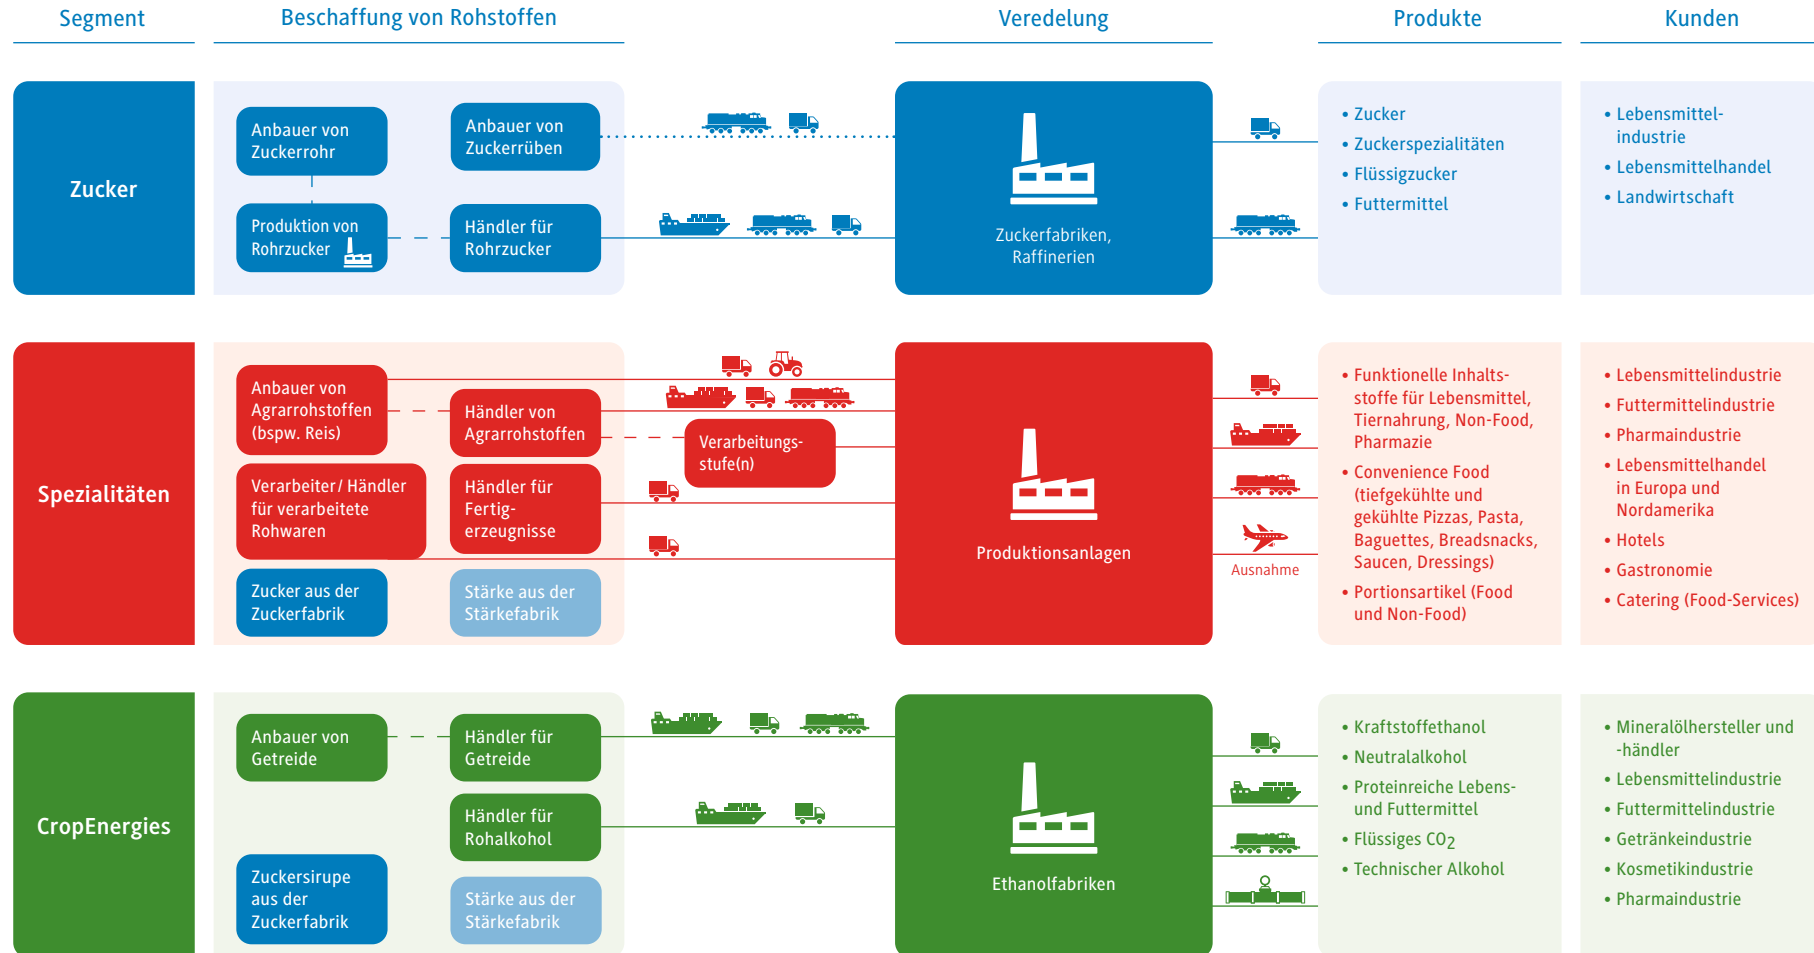 Segment
Beschaffung von Rohstoffen
Veredelung
Produkte
Kunden
Zucker
Anbauer von
Zuckerrohr
Anbauer von
Zuckerrüben
Produktion von
Rohrzucker
Händler für
Rohrzucker
Zuckerfabriken,
Raffinerien
• Zucker
• Zuckerspezialitäten
• Flüssigzucker
• Futtermittel
• Lebensmittel-
industrie
• Lebensmittelhandel
• Landwirtschaft
Spezialitäten
Anbauer von
Agrarrohstoffen
(bspw. Reis)
Händler von
Agrarrohstoffen
Verarbeitungs-
stufe(n)
Verarbeiter/ Händler
für verarbeitete
Rohwaren
Händler für
Fertig-
erzeugnisse
Zucker aus der
Zuckerfabrik
Stärke aus der
Stärkefabrik
Produktionsanlagen
Ausnahme
• Funktionelle Inhalts-
stoffe für Lebensmittel,
Tiernahrung, Non-Food,
Pharmazie
• Convenience Food
(tiefgekühlte und
gekühlte Pizzas, Pasta,
Baguettes, Breadsnacks,
Saucen, Dressings)
• Portionsartikel (Food
und Non-Food)
• Lebensmittelindustrie
• Futtermittelindustrie
• Pharmaindustrie
• Lebensmittelhandel
in Europa und
Nordamerika
• Hotels
• Gastronomie
• Catering (Food-Services)
CropEnergies
Anbauer von
Getreide
Händler für
Getreide
Händler für
Rohalkohol
Zuckersirupe
aus der
Zuckerfabrik
Stärke aus der
Stärkefabrik
Ethanolfabriken
• Kraftstoffethanol
• Neutralalkohol
• Proteinreiche Lebens-
und Futtermittel
• Flüssiges CO2
• Technischer Alkohol
• Mineralölhersteller und
-händler
• Lebensmittelindustrie
• Futtermittelindustrie
• Getränkeindustrie
• Kosmetikindustrie
• Pharmaindustrie